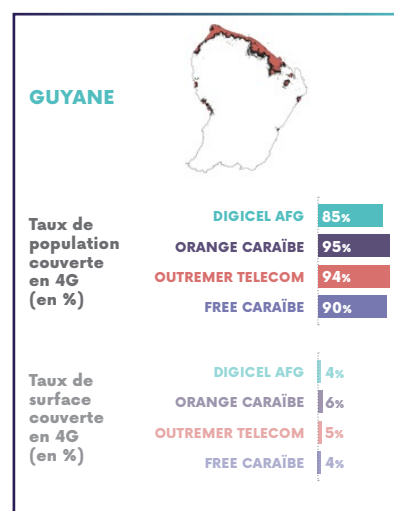 GUYANE
Taux de
population
couverte
en 4G
(en %)
DIGICEL AFG 85%
ORANGE CARAÏBE 95%
OUTREMER TELECOM 94%
FREE CARAÏBE 90%
Taux de
surface
couverte
en 4G
(en %)
DIGICEL AFG 4%
ORANGE CARAÏBE 6%
OUTREMER TELECOM 5%
FREE CARAÏBE 4%